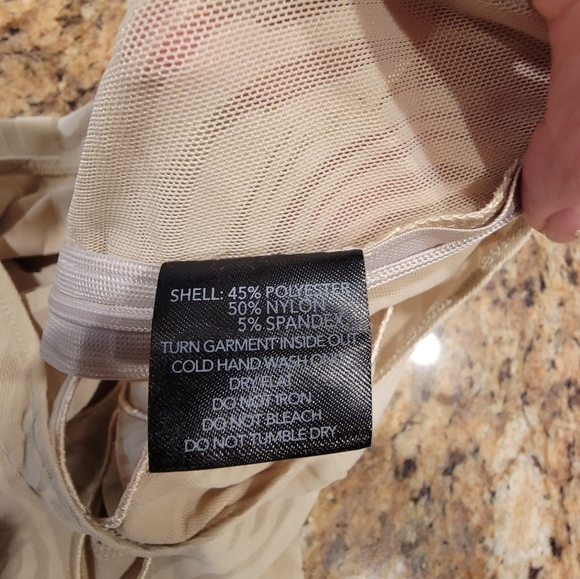 SHELL: 45% POLYESTER
50% NYLON
5% SPANDEX
TURN GARMENT INSIDE OUT
COLD HAND WASH ONLY
DRY FLAT
DO NOT IRON
DO NOT BLEACH
DO NOT TUMBLE DRY